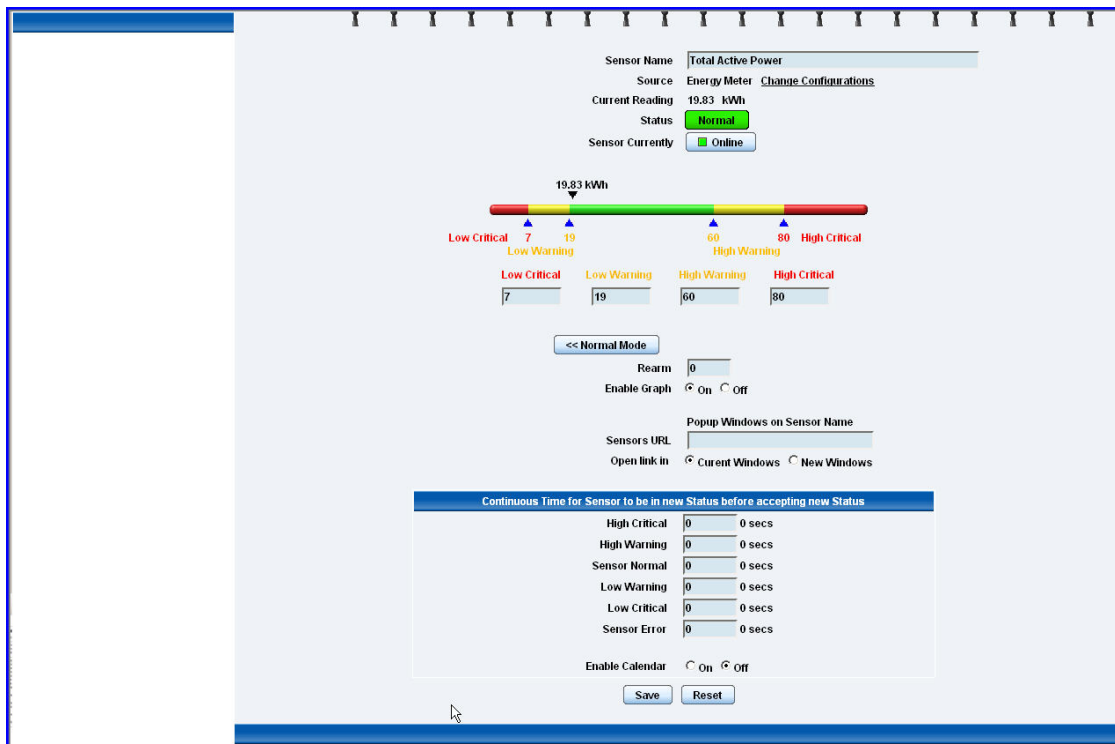 Sensor Name Total Active Power
Source Energy Meter Change Configurations
Current Reading 19.83 kWh
Status Normal
Sensor Currently Online
19.83 kWh
Low Critical 7 19 60 80 High Critical
Low Warning High Warning
Low Critical Low Warning High Warning High Critical
7 19 60 80
<< Normal Mode
Rearm 0
Enable Graph On Off
Popup Windows on Sensor Name
Sensors URL
Open link in Curent Windows New Windows
Continuous Time for Sensor to be in new Status before accepting new Status
High Critical 0 0 secs
High Warning 0 0 secs
Sensor Normal 0 0 secs
Low Warning 0 0 secs
Low Critical 0 0 secs
Sensor Error 0 0 secs
Enable Calendar On Off
Save Reset